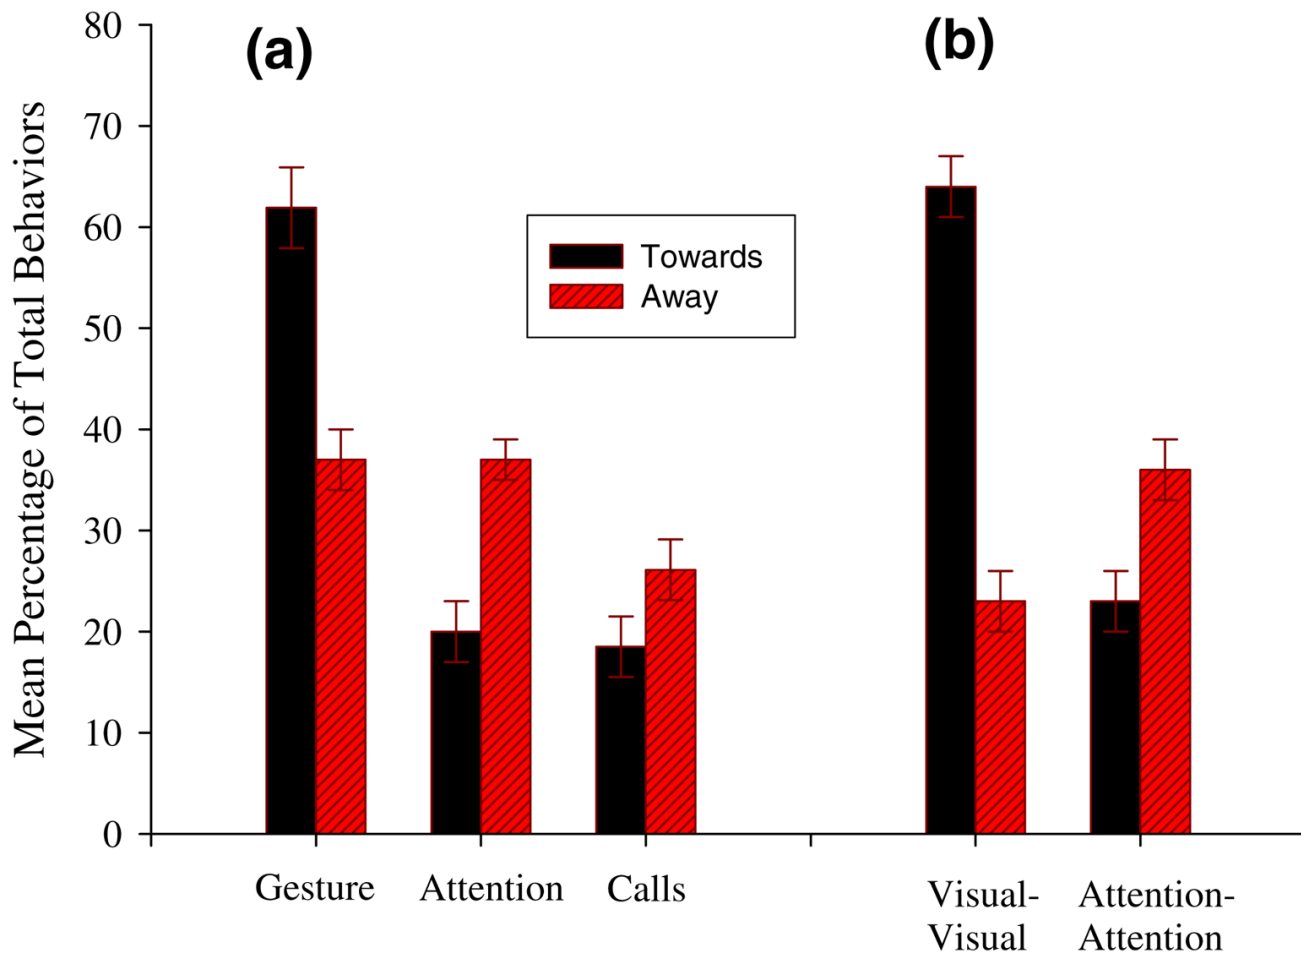 (a)
(b)
Mean Percentage of Total Behaviors
80
70
60
50
40
30
20
10
0
Towards
Away
Gesture
Attention
Calls
Visual-
Visual
Attention-
Attention